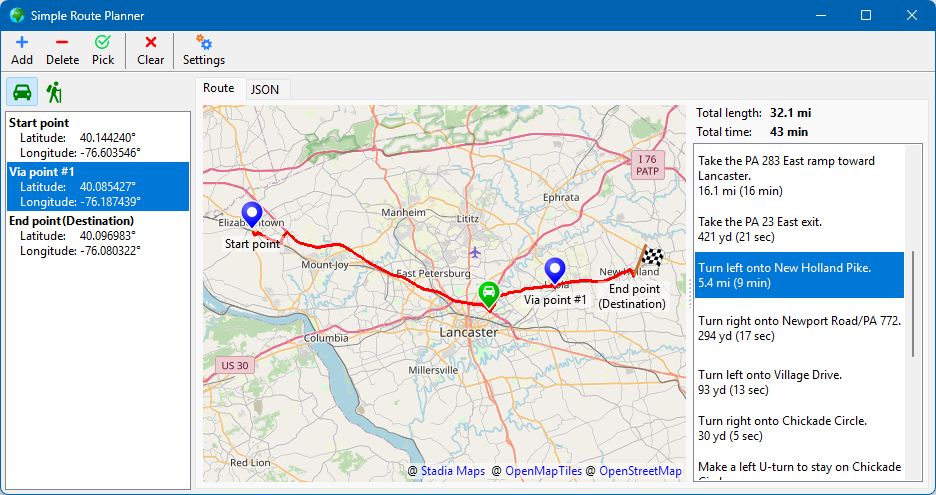 Simple Route Planner
Add Delete Pick Clear Settings
Start point
Latitude: 40.144240°
Longitude: -76.603546°
Via point #1
Latitude: 40.085427°
Longitude: -76.187439°
End point(Destination)
Latitude: 40.096983°
Longitude: -76.080322°
Route JSON
I 76
PATP
Ephrata
Manheim
Lititz
Elizabethtown
Start point
Mount-Joy
East Petersburg
New Holland
End point
(Destination)
Via point #1
Lancaster
Columbia
US 30
Millersville
Red Lion
@ Stadia Maps @ OpenMapTiles @ OpenStreetMap
Total length: 32.1 mi
Total time: 43 min
Take the PA 283 East ramp toward
Lancaster.
16.1 mi (16 min)
Take the PA 23 East exit.
421 yd (21 sec)
Turn left onto New Holland Pike.
5.4 mi (9 min)
Turn right onto Newport Road/PA 772.
294 yd (17 sec)
Turn left onto Village Drive.
93 yd (13 sec)
Turn right onto Chickade Circle.
30 yd (5 sec)
Make a left U-turn to stay on Chickade
Circle.